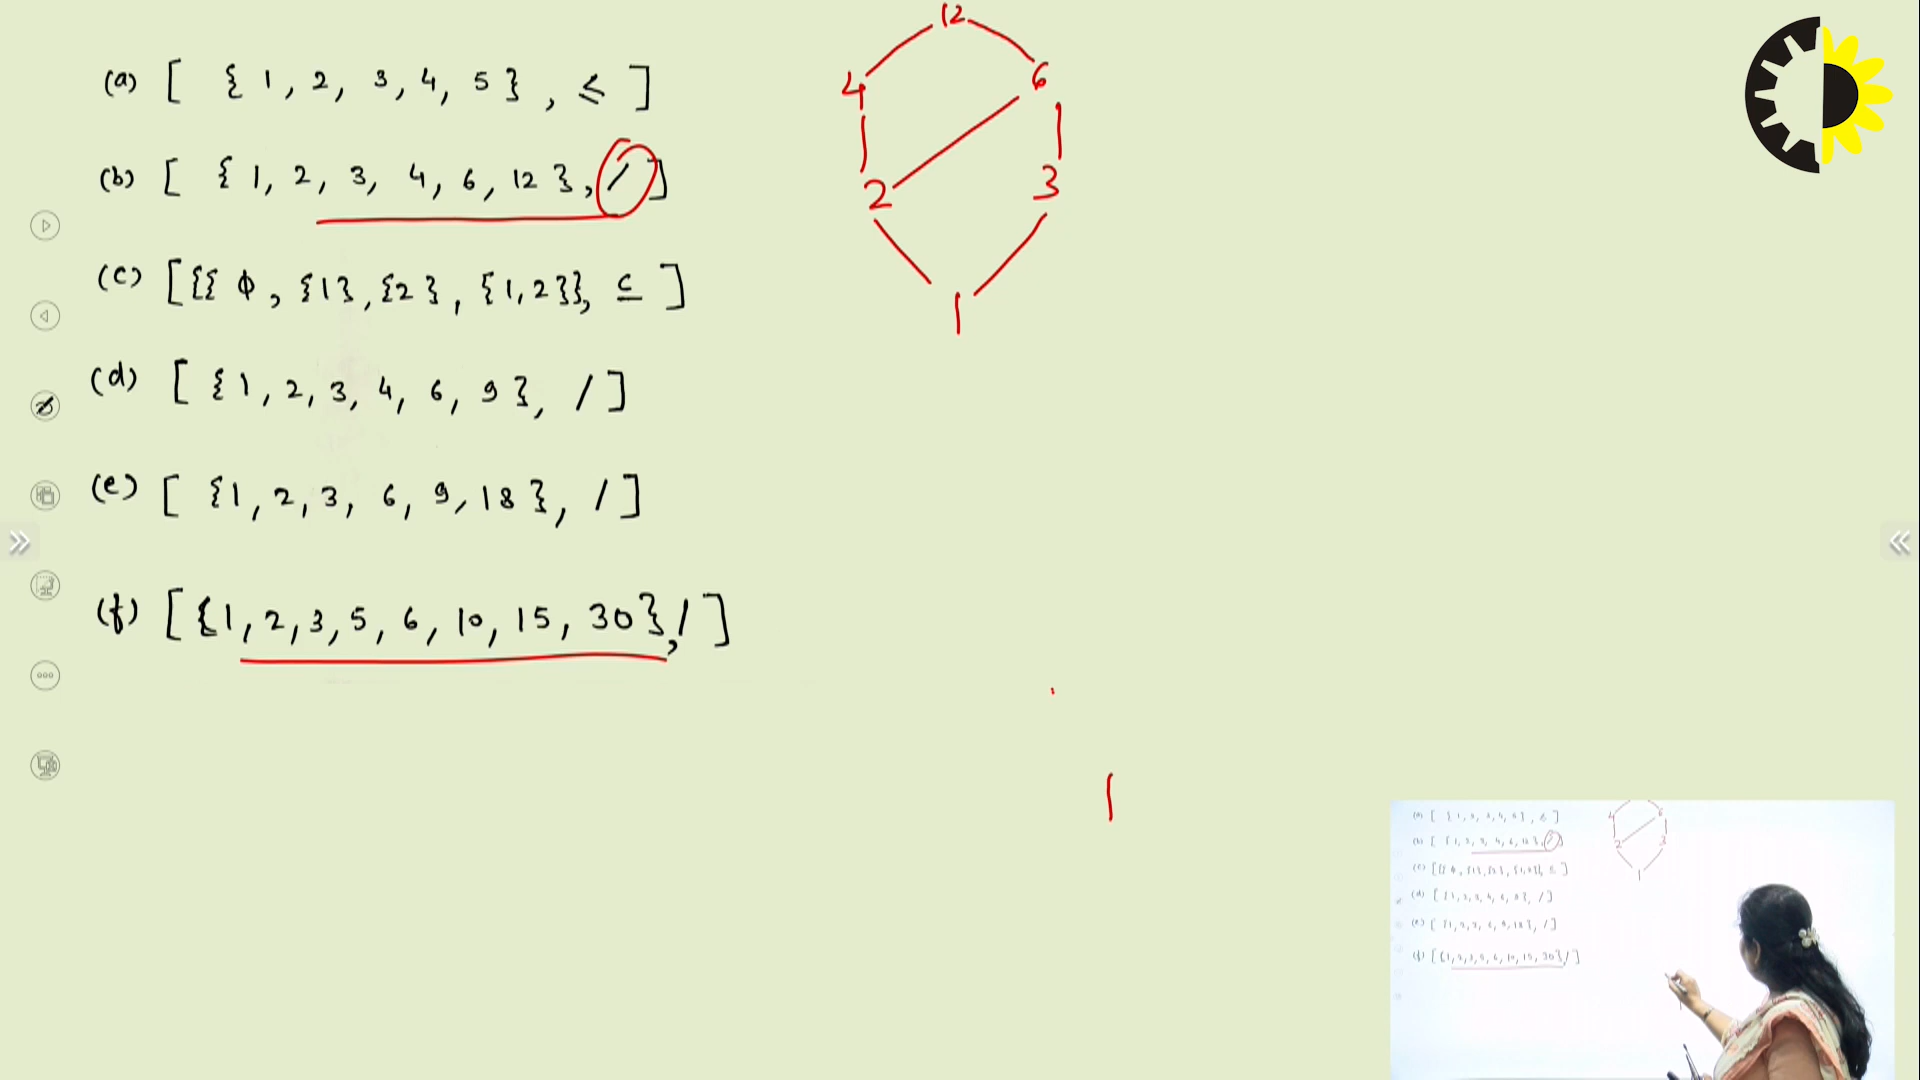 (a) [ { 1, 2, 3, 4, 5 } , ≤ ]
(b) [ { 1, 2, 3, 4, 6, 12 }, / ]
(c) [{{ ϕ, {1}, {2}, {1,2}}, ⊆ ]
(d) [ {1, 2, 3, 4, 6, 9 }, / ]
(e) [ {1, 2, 3, 6, 9, 18 }, / ]
(f) [{1, 2, 3, 5, 6, 10, 15, 30}, / ]
12
4 6
2 3
1
1